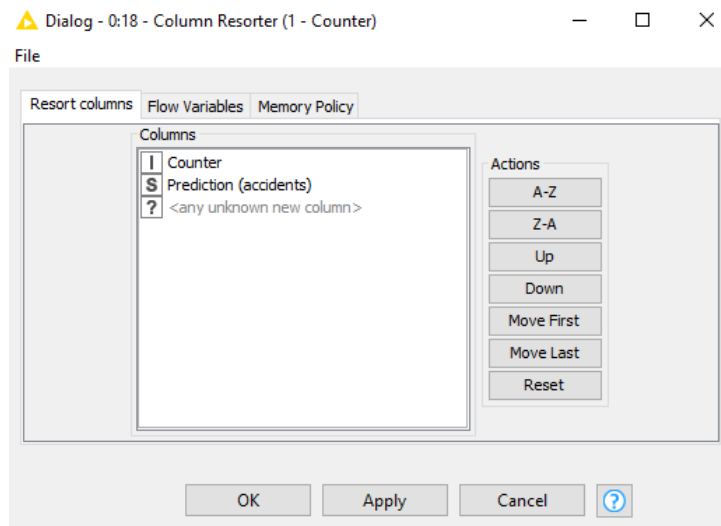 Dialog - 0:18 - Column Resorter (1 - Counter)
File
Resort columns Flow Variables Memory Policy
Columns
I Counter
S Prediction (accidents)
? <any unknown new column>
Actions
A-Z
Z-A
Up
Down
Move First
Move Last
Reset
OK Apply Cancel ?